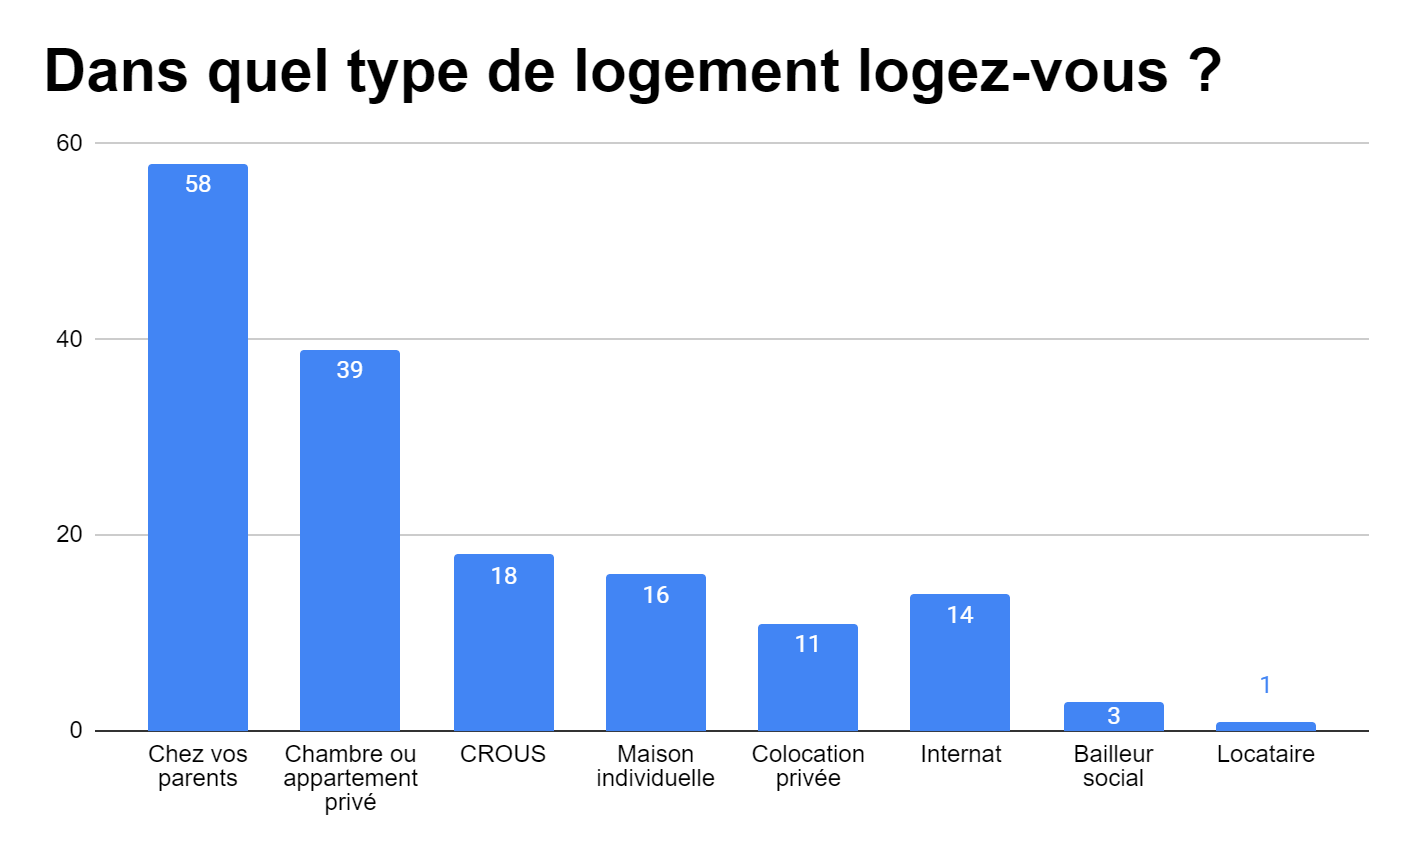 Dans quel type de logement logez-vous ?
60
40
20
0
58
39
18
16
11
14
3
1
Chez vos
parents
Chambre ou
appartement
privé
CROUS
Maison
individuelle
Colocation
privée
Internat
Bailleur
social
Locataire